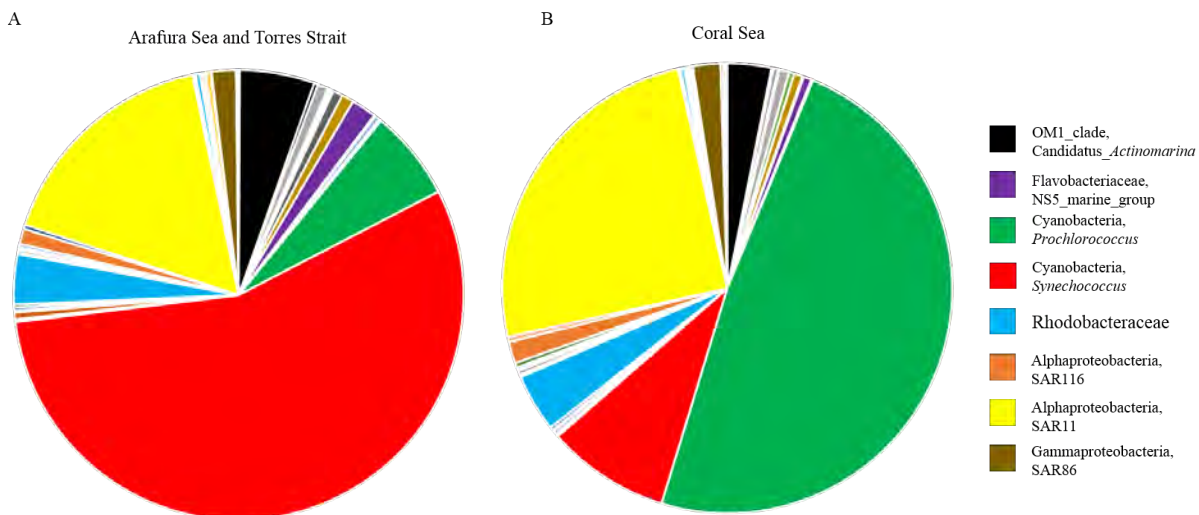 A
Arafura Sea and Torres Strait
B
Coral Sea
OM1_clade,
Candidatus_Actinomarina
Flavobacteriaceae,
NS5_marine_group
Cyanobacteria,
Prochlorococcus
Cyanobacteria,
Synechococcus
Rhodobacteraceae
Alphaproteobacteria,
SAR116
Alphaproteobacteria,
SAR11
Gammaproteobacteria,
SAR86